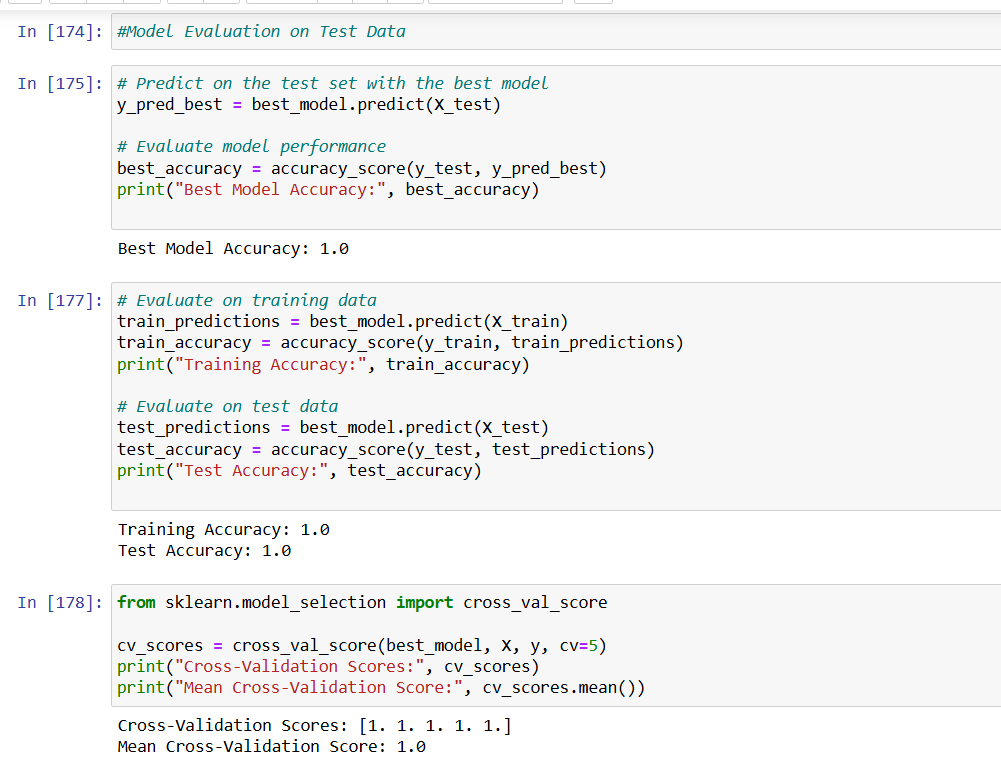 In [174]: #Model Evaluation on Test Data
In [175]: # Predict on the test set with the best model
y_pred_best = best_model.predict(X_test)
# Evaluate model performance
best_accuracy = accuracy_score(y_test, y_pred_best)
print("Best Model Accuracy:", best_accuracy)
Best Model Accuracy: 1.0
In [177]: # Evaluate on training data
train_predictions = best_model.predict(X_train)
train_accuracy = accuracy_score(y_train, train_predictions)
print("Training Accuracy:", train_accuracy)
# Evaluate on test data
test_predictions = best_model.predict(X_test)
test_accuracy = accuracy_score(y_test, test_predictions)
print("Test Accuracy:", test_accuracy)
Training Accuracy: 1.0
Test Accuracy: 1.0
In [178]: from sklearn.model_selection import cross_val_score
cv_scores = cross_val_score(best_model, X, y, cv=5)
print("Cross-Validation Scores:", cv_scores)
print("Mean Cross-Validation Score:", cv_scores.mean())
Cross-Validation Scores: [1. 1. 1. 1. 1.]
Mean Cross-Validation Score: 1.0